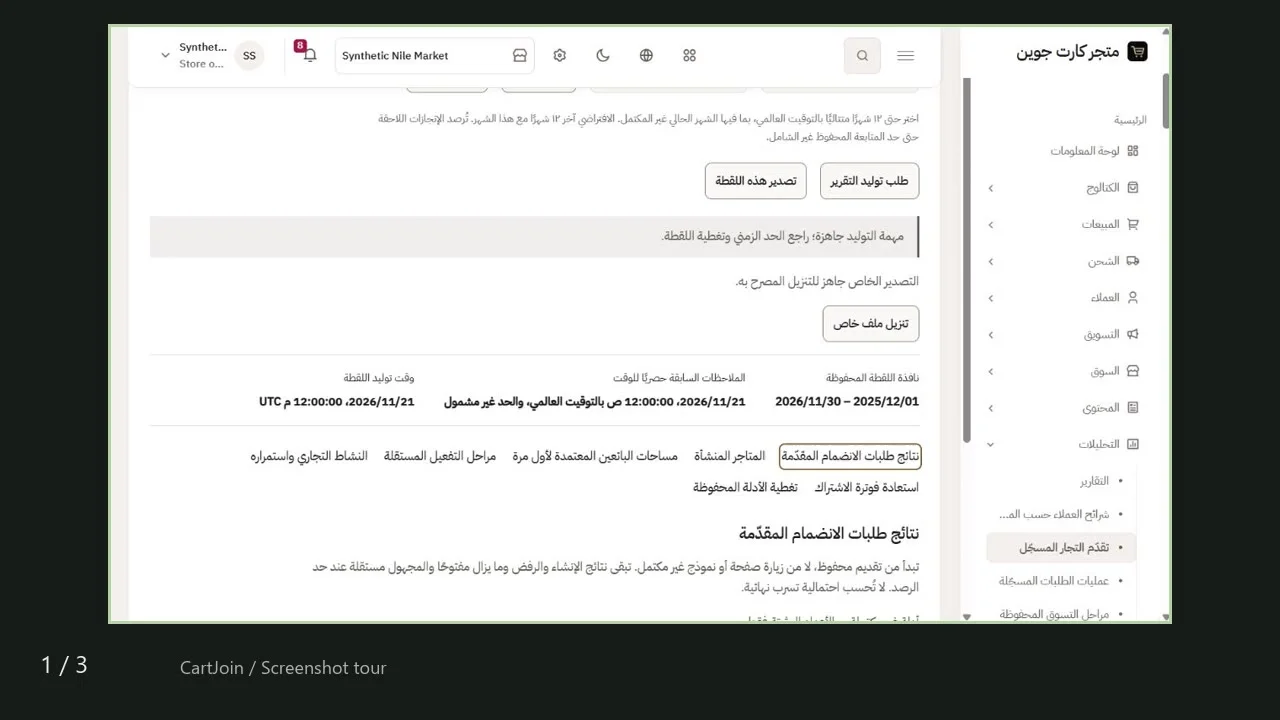 متجر كارت جوين
Synthet...
Store o...
SS
8
Synthetic Nile Market
الرئيسية
لوحة المعلومات
الكتالوج
المبيعات
الشحن
العملاء
التسويق
السوق
المحتوى
التحليلات
التقارير
شرائح العملاء حسب المـ...
تقدّم التجار المسجّل
عمليات الطلبات المسجّلة
مراحل التسوق المحفوظة
اختر حتى ١٢ شهرًا متتاليًا بالتوقيت العالمي، بما فيها الشهر الحالي غير المكتمل. الافتراضي آخر ١٢ شهرًا مع هذا الشهر. تُرصد الإنجازات اللاحقة
حتى حد المتابعة المحفوظ غير الشامل.
طلب توليد التقرير
تصدير هذه اللقطة
مهمة التوليد جاهزة؛ راجع الحد الزمني وتغطية اللقطة.
التصدير الخاص جاهز للتنزيل المصرح به.
تنزيل ملف خاص
نافذة اللقطة المحفوظة
2025/12/01 – 2026/11/30
الملاحظات السابقة حصريًا للوقت
2026/11/21، 12:00:00 ص بالتوقيت العالمي، والحد غير مشمول
وقت توليد اللقطة
2026/11/21، 12:00:00 م UTC
نتائج طلبات الانضمام المقدّمة
المتاجر المنشأة
مساحات البائعين المعتمدة لأول مرة
مراحل التفعيل المستقلة
النشاط التجاري واستمراره
استعادة فوترة الاشتراك
تغطية الأدلة المحفوظة
نتائج طلبات الانضمام المقدّمة
تبدأ من تقديم محفوظ، لا من زيارة صفحة أو نموذج غير مكتمل. تبقى نتائج الإنشاء والرفض وما يزال مفتوحًا والمجهول مستقلة عند حد
الرصد. لا تُحسب احتمالية تسرب نهائية.
1 / 3
CartJoin / Screenshot tour